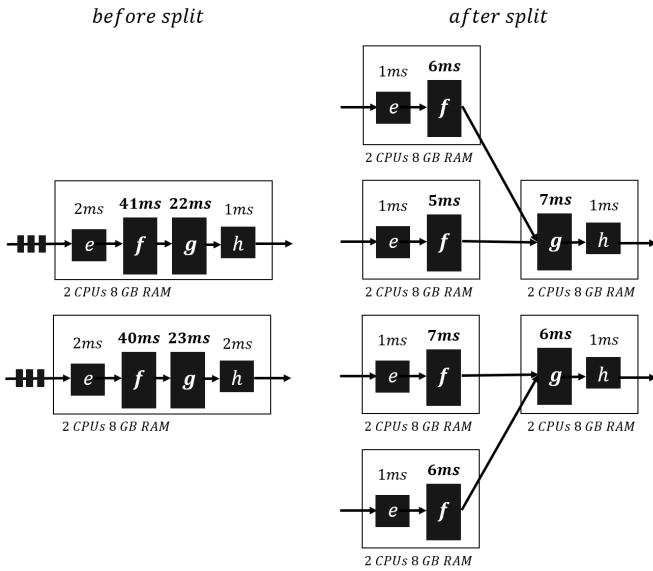 before split
after split
2ms 41ms 22ms 1ms
e f g h
2 CPUs 8 GB RAM
2ms 40ms 23ms 2ms
e f g h
2 CPUs 8 GB RAM
1ms 6ms
e f
2 CPUs 8 GB RAM
1ms 5ms
e f
2 CPUs 8 GB RAM
7ms 1ms
g h
2 CPUs 8 GB RAM
1ms 7ms
e f
2 CPUs 8 GB RAM
6ms 1ms
g h
2 CPUs 8 GB RAM
1ms 6ms
e f
2 CPUs 8 GB RAM